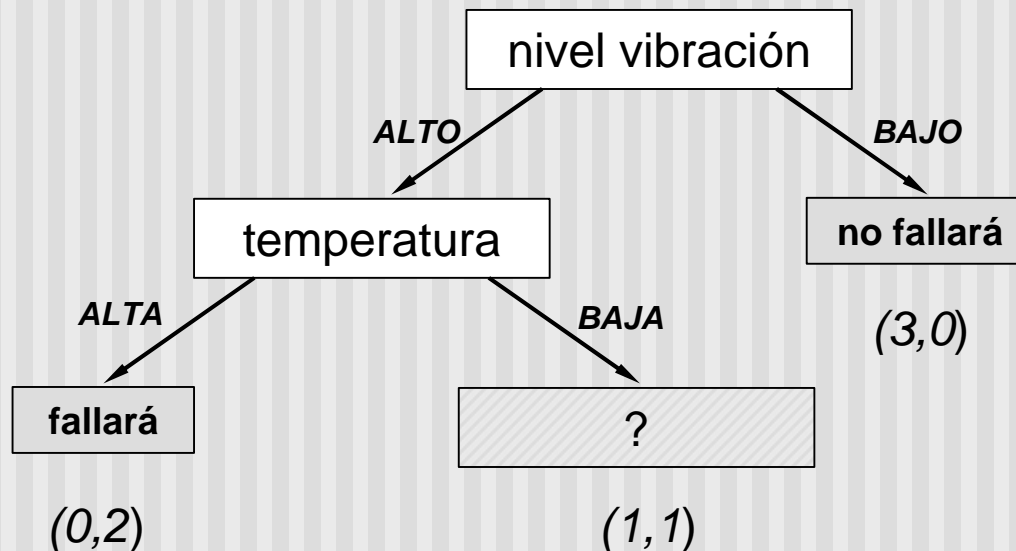 nivel vibración
ALTO
BAJO
temperatura
no fallará
ALTA
BAJA
(3,0)
fallará
?
(0,2)
(1,1)